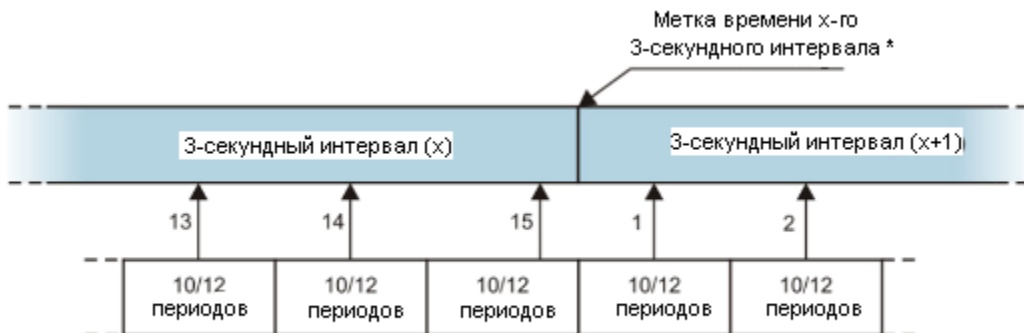 Метка времени x-го
3-секундного интервала *
3-секундный интервал (x)
3-секундный интервал (x+1)
13
14
15
1
2
10/12
периодов
10/12
периодов
10/12
периодов
10/12
периодов
10/12
периодов